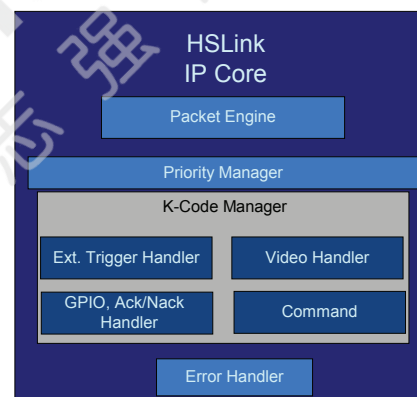 HSLink
IP Core
Packet Engine
Priority Manager
K-Code Manager
Ext. Trigger Handler
Video Handler
GPIO, Ack/Nack
Handler
Command
Error Handler
强
志